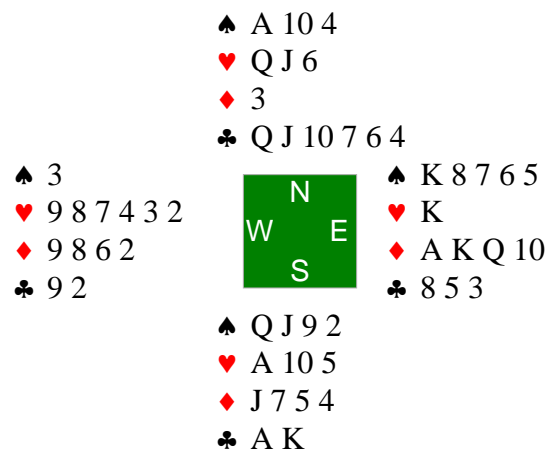 ♠ A 10 4
♥ Q J 6
♦ 3
♣ Q J 10 7 6 4
♠ 3
♥ 9 8 7 4 3 2
♦ 9 8 6 2
♣ 9 2
N
W E
S
♠ K 8 7 6 5
♥ K
♦ A K Q 10
♣ 8 5 3
♠ Q J 9 2
♥ A 10 5
♦ J 7 5 4
♣ A K